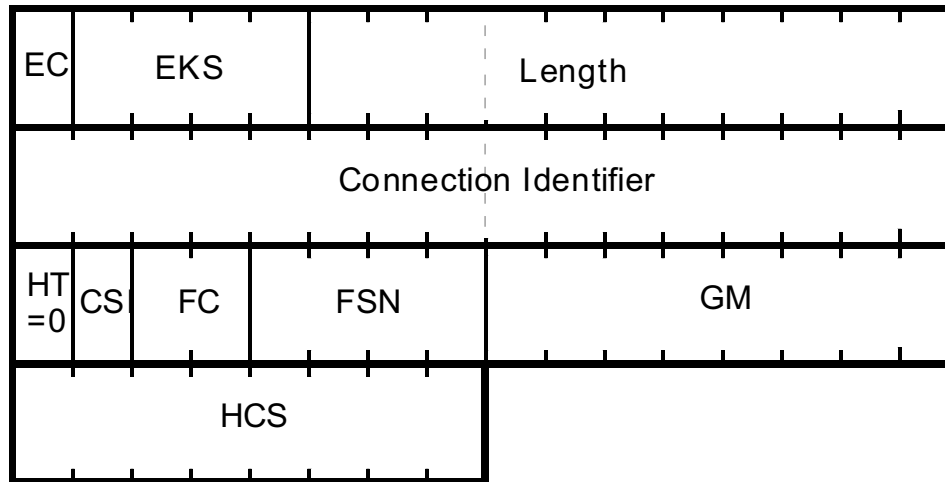 EC
EKS
Length
Connection Identifier
HT
=0
CSI
FC
FSN
GM
HCS